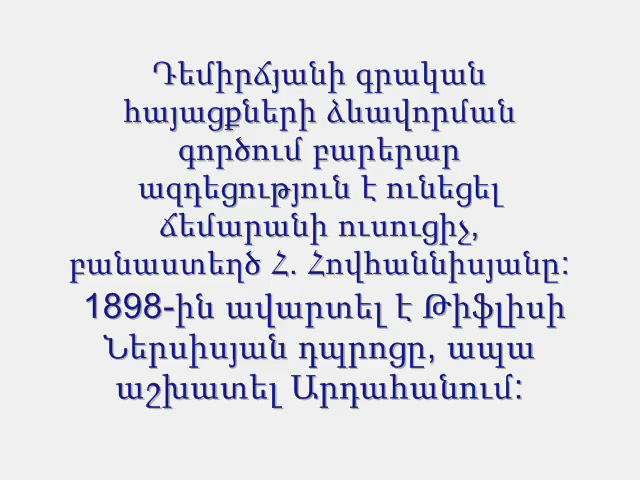 Դեմիրճյանի գրական
հայացքների ձևավորման
գործում բարերար
ազդեցություն է ունեցել
ճեմարանի ուսուցիչ,
բանաստեղծ Հ. Հովհաննիսյանը:
1898-ին ավարտել է Թիֆլիսի
Ներսիսյան դպրոցը, ապա
աշխատել Արդահանում: